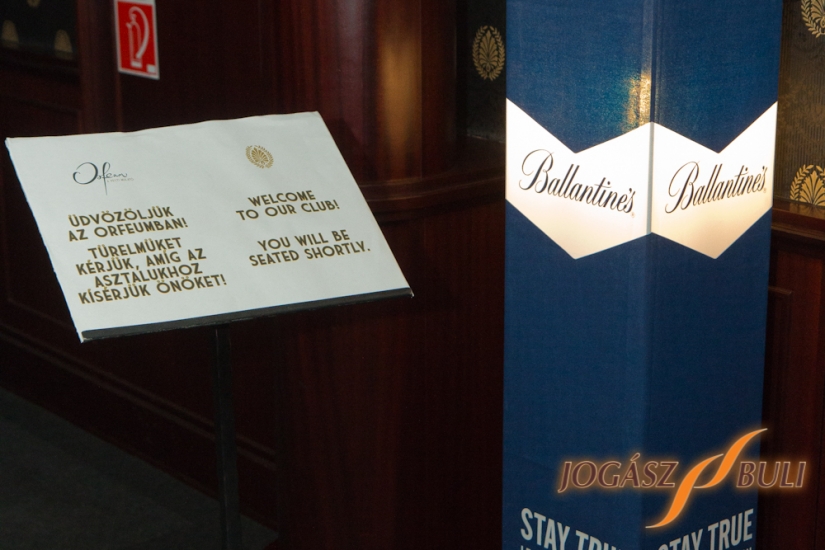 Orfeum
ÜDVÖZÖLJÜK
AZ ORFEUMBAN!
TÜRELMÜKET
KÉRJÜK, AMÍG AZ
ASZTALUKHOZ
KÍSÉRJÜK ÖNÖKET!
WELCOME
TO OUR CLUB!
YOU WILL BE
SEATED SHORTLY.
Ballantine's
Ballantine's
STAY TRUE
STAY TRUE
JOGÁSZ BULI